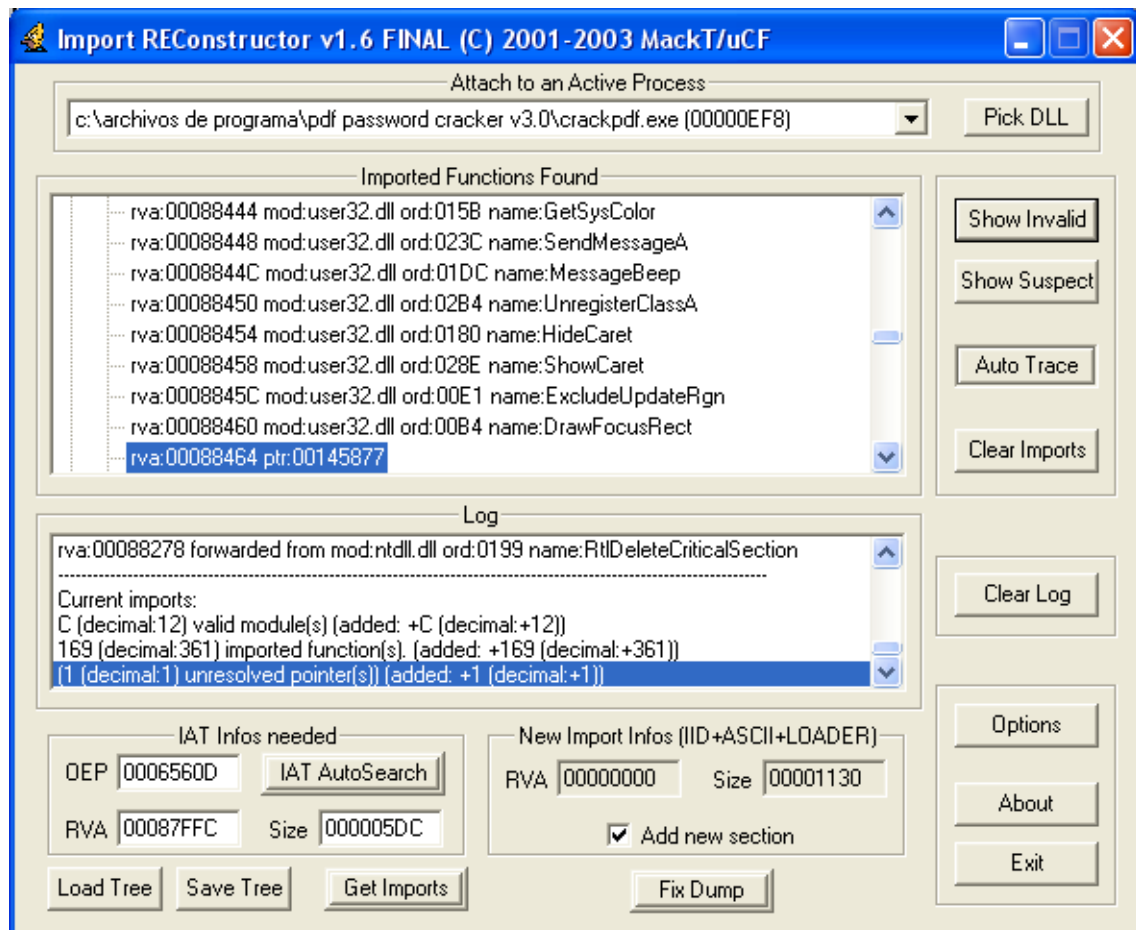 Import REConstructor v1.6 FINAL (C) 2001-2003 MackT/uCF
Attach to an Active Process
c:\archivos de programa\pdf password cracker v3.0\crackpdf.exe (00000EF8)
Pick DLL
Imported Functions Found
rva:00088444 mod:user32.dll ord:015B name:GetSysColor
rva:00088448 mod:user32.dll ord:023C name:SendMessageA
rva:0008844C mod:user32.dll ord:01DC name:MessageBeep
rva:00088450 mod:user32.dll ord:02B4 name:UnregisterClassA
rva:00088454 mod:user32.dll ord:0180 name:HideCaret
rva:00088458 mod:user32.dll ord:028E name:ShowCaret
rva:0008845C mod:user32.dll ord:00E1 name:ExcludeUpdateRgn
rva:00088460 mod:user32.dll ord:00B4 name:DrawFocusRect
rva:00088464 ptr:00145877
Show Invalid
Show Suspect
Auto Trace
Clear Imports
Log
rva:00088278 forwarded from mod:ntdll.dll ord:0199 name:RtlDeleteCriticalSection
---------------------------------------------------------------------------------------------------------------------
Current imports:
C (decimal:12) valid module(s) (added: +C (decimal:+12))
169 (decimal:361) imported function(s). (added: +169 (decimal:+361))
(1 (decimal:1) unresolved pointer(s)) (added: +1 (decimal:+1))
Clear Log
IAT Infos needed
OEP 0006560D IAT AutoSearch
RVA 00087FFC Size 000005DC
New Import Infos (IID+ASCII+LOADER)
RVA 00000000 Size 00001130
Add new section
Options
About
Exit
Load Tree Save Tree Get Imports Fix Dump